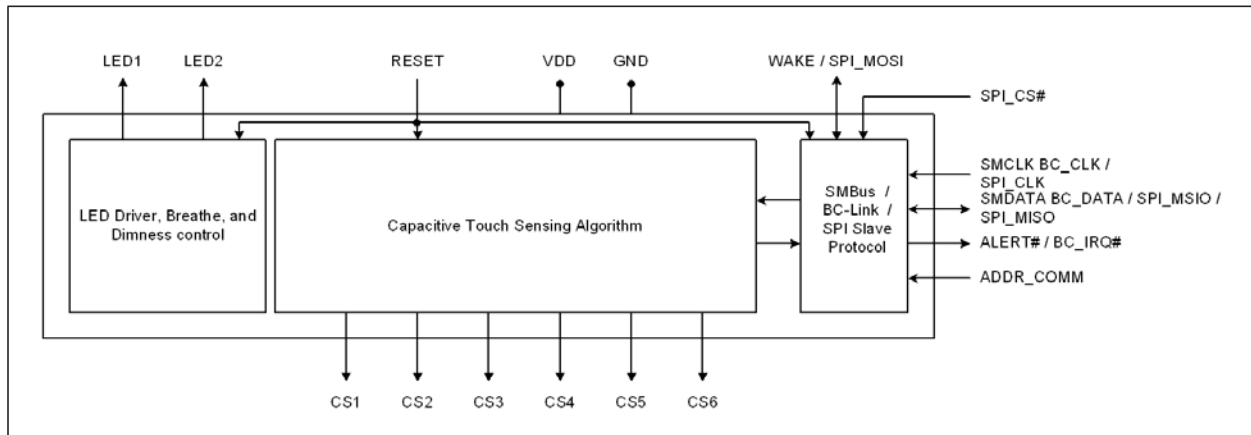 LED1 LED2 RESET VDD GND WAKE / SPI_MOSI
SPI_CS#
LED Driver, Breathe, and
Dimness control
Capacitive Touch Sensing Algorithm
SMBus /
BC-Link /
SPI Slave
Protocol
SMCLK BC_CLK /
SPI_CLK
SMDATA BC_DATA / SPI_MSIO /
SPI_MISO
ALERT# / BC_IRQ#
ADDR_COMM
CS1 CS2 CS3 CS4 CS5 CS6